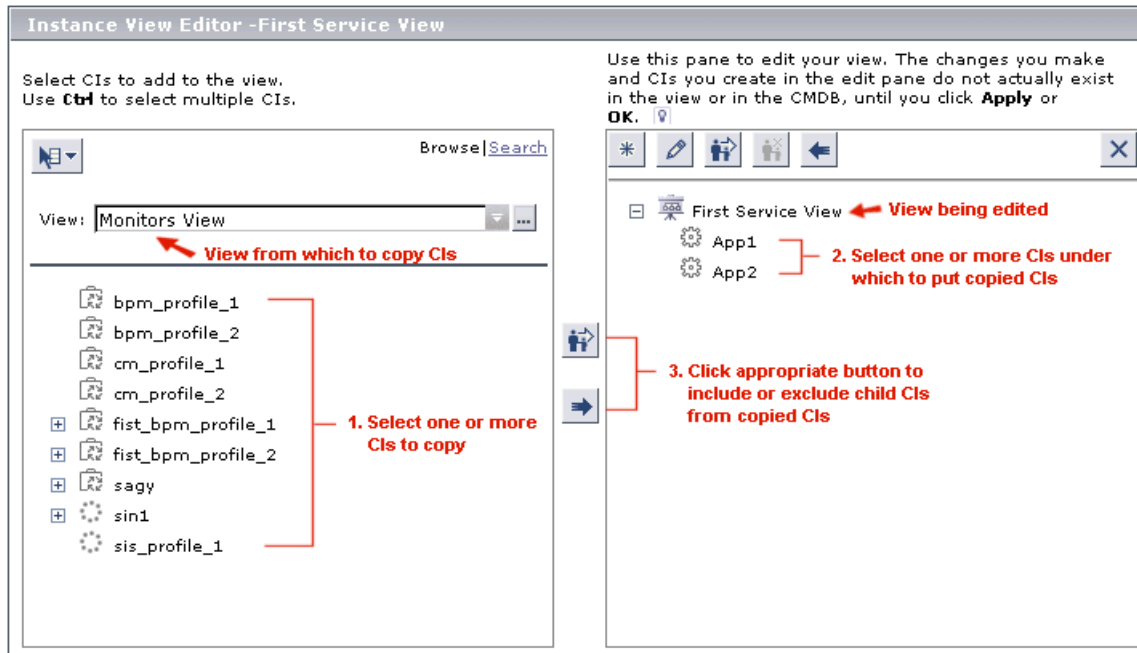 Instance View Editor -First Service View
Select CIs to add to the view.
Use Ctrl to select multiple CIs.
Browse|Search
View: Monitors View ...
View from which to copy CIs
bpm_profile_1
bpm_profile_2
cm_profile_1
cm_profile_2
fist_bpm_profile_1
fist_bpm_profile_2
sagy
sin1
sis_profile_1
1. Select one or more
CIs to copy
Use this pane to edit your view. The changes you make
and CIs you create in the edit pane do not actually exist
in the view or in the CMDB, until you click Apply or
OK.
First Service View
View being edited
App1
App2
2. Select one or more CIs under
which to put copied CIs
3. Click appropriate button to
include or exclude child CIs
from copied CIs